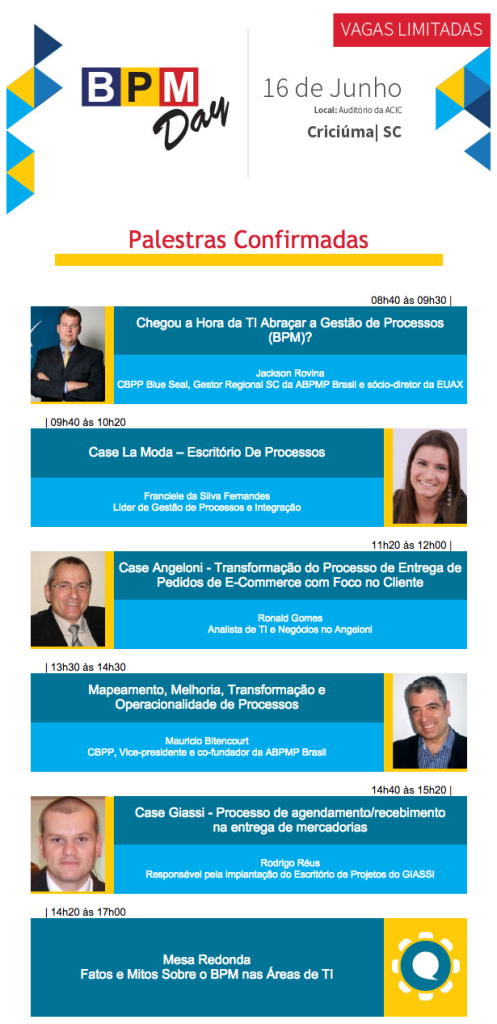 VAGAS LIMITADAS
BPM
Day
16 de Junho
Local: Auditório da ACIC
Criciúma| SC
Palestras Confirmadas
08h40 às 09h30 |
Chegou a Hora da TI Abraçar a Gestão de Processos
(BPM)?
Jackson Rovina
CBPP Blue Seal, Gestor Regional SC da ABPMP Brasil e sócio-diretor da EUAX
| 09h40 às 10h20
Case La Moda – Escritório De Processos
Franciele da Silva Fernandes
Líder de Gestão de Processos e Integração
11h20 às 12h00 |
Case Angeloni - Transformação do Processo de Entrega de
Pedidos de E-Commerce com Foco no Cliente
Ronald Gomes
Analista de TI e Negócios no Angeloni
| 13h30 às 14h30
Mapeamento, Melhoria, Transformação e
Operacionalidade de Processos
Mauricio Bitencourt
CBPP, Vice-presidente e co-fundador da ABPMP Brasil
14h40 às 15h20 |
Case Giassi - Processo de agendamento/recebimento
na entrega de mercadorias
Rodrigo Réus
Responsável pela implantação do Escritório de Projetos do GIASSI
| 14h20 às 17h00
Mesa Redonda
Fatos e Mitos Sobre o BPM nas Áreas de TI